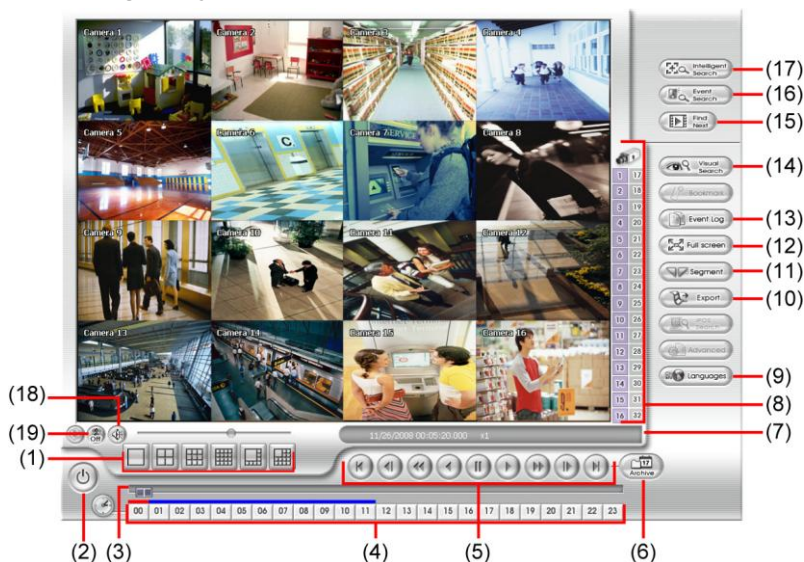 Camera 1
Camera 2
Camera 3
Camera 4
Camera 5
Camera 6
Camera 7
Camera 8
Camera 9
Camera 10
Camera 11
Camera 12
Camera 13
Camera 14
Camera 15
Camera 16
C
SERVICE
Intelligent Search
(17)
Event Search
(16)
Find Next
(15)
Visual Search
(14)
Bookmark
Event Log
(13)
Full screen
(12)
Segment
(11)
Export
(10)
Advanced
Languages
(9)
1 17
2 18
3 19
4 20
5 21
6 22
7 23
8 24
9 25
10 26
11 27
12 28
13 29
14 30
15 31
16 32
(8)
(18)
(19)
Off
11/26/2008 00:05:20.000 x1
(7)
(1)
17
Archive
00 01 02 03 04 05 06 07 08 09 10 11 12 13 14 15 16 17 18 19 20 21 22 23
(2) (3) (4) (5) (6)